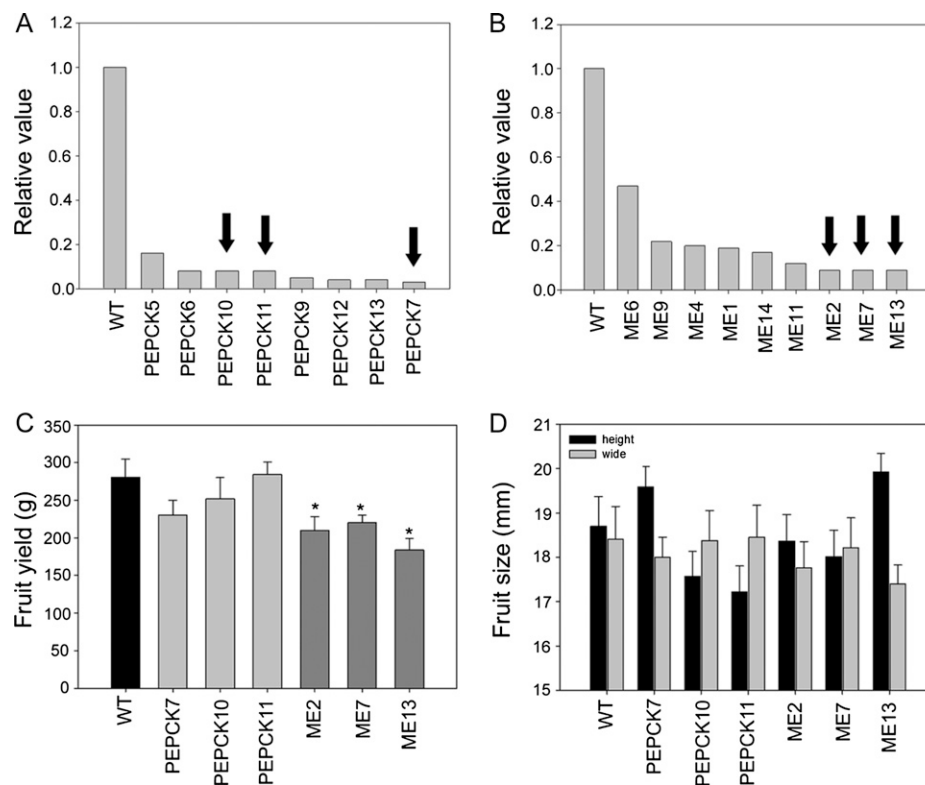 A
Relative value
1.2
1.0
0.8
0.6
0.4
0.2
0.0
WT
PEPCK5
PEPCK6
PEPCK10
PEPCK11
PEPCK9
PEPCK12
PEPCK13
PEPCK7
B
Relative value
1.2
1.0
0.8
0.6
0.4
0.2
0.0
WT
ME6
ME9
ME4
ME1
ME14
ME11
ME2
ME7
ME13
C
Fruit yield (g)
350
300
250
200
150
100
50
0
* * *
WT
PEPCK7
PEPCK10
PEPCK11
ME2
ME7
ME13
D
Fruit size (mm)
21
20
19
18
17
16
15
height
wide
WT
PEPCK7
PEPCK10
PEPCK11
ME2
ME7
ME13